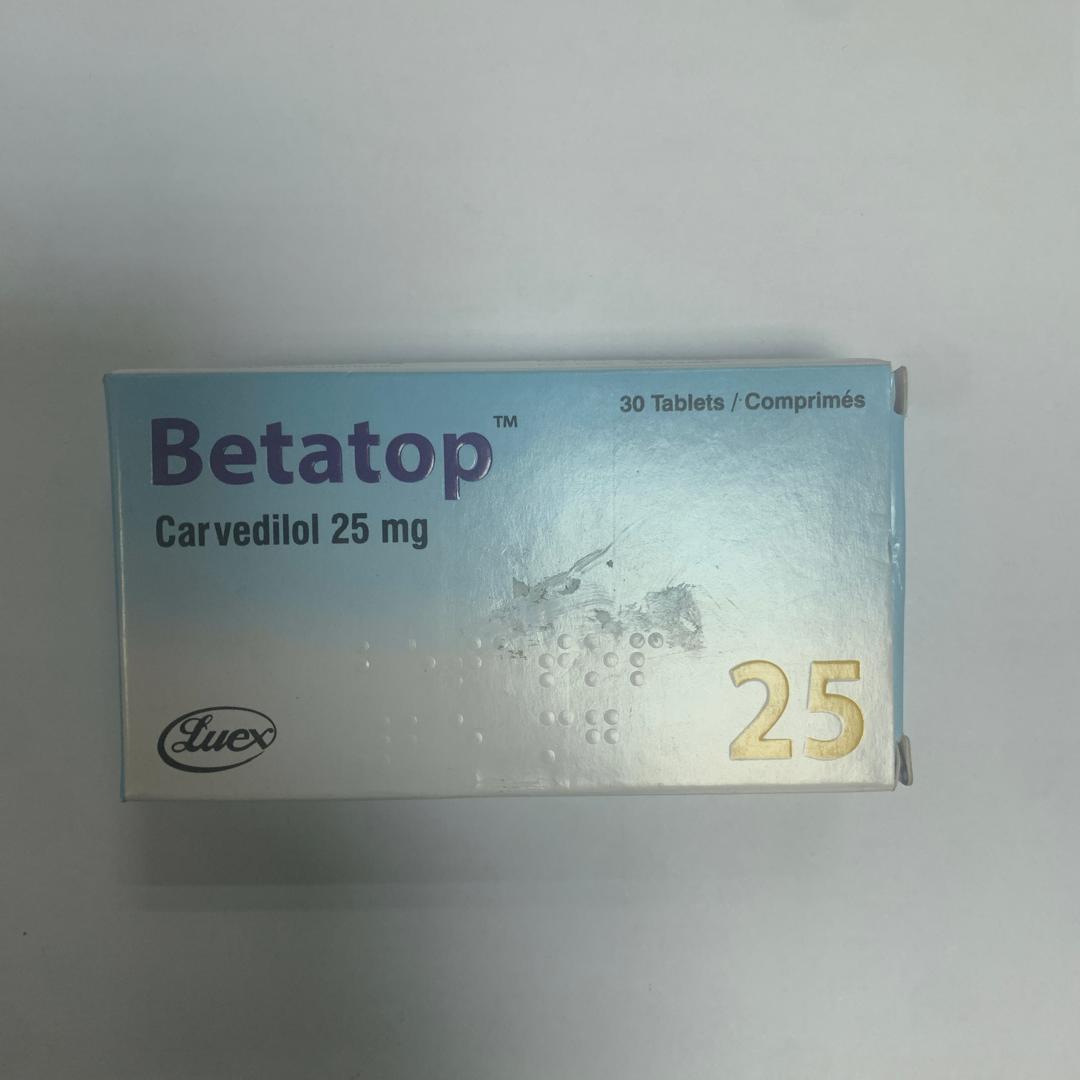 30 Tablets / Comprimés
Betatop™
Carvedilol 25 mg
25
Luex